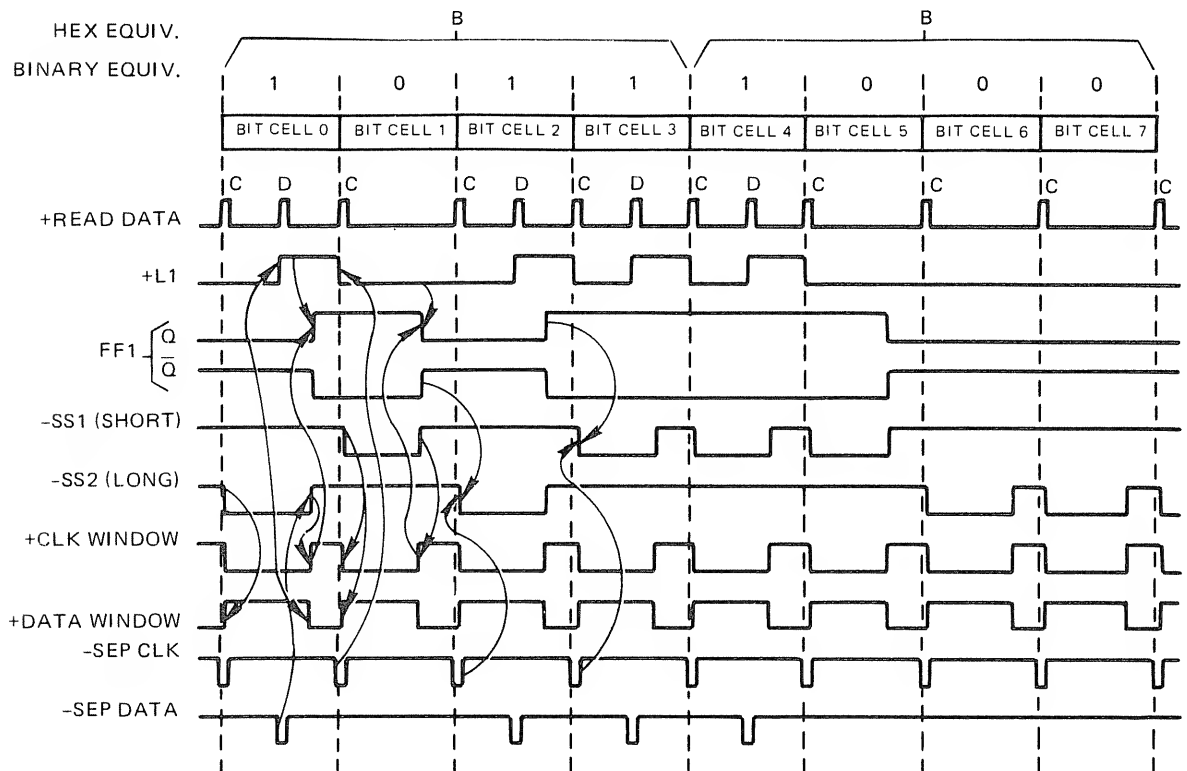 HEX EQUIV. B B
BINARY EQUIV. 1 0 1 1 1 0 0 0
BIT CELL 0 BIT CELL 1 BIT CELL 2 BIT CELL 3 BIT CELL 4 BIT CELL 5 BIT CELL 6 BIT CELL 7
C D C C D C D C D C C C C
+READ DATA
+L1
FF1 Q
Q̅
-SS1 (SHORT)
-SS2 (LONG)
+CLK WINDOW
+DATA WINDOW
-SEP CLK
-SEP DATA